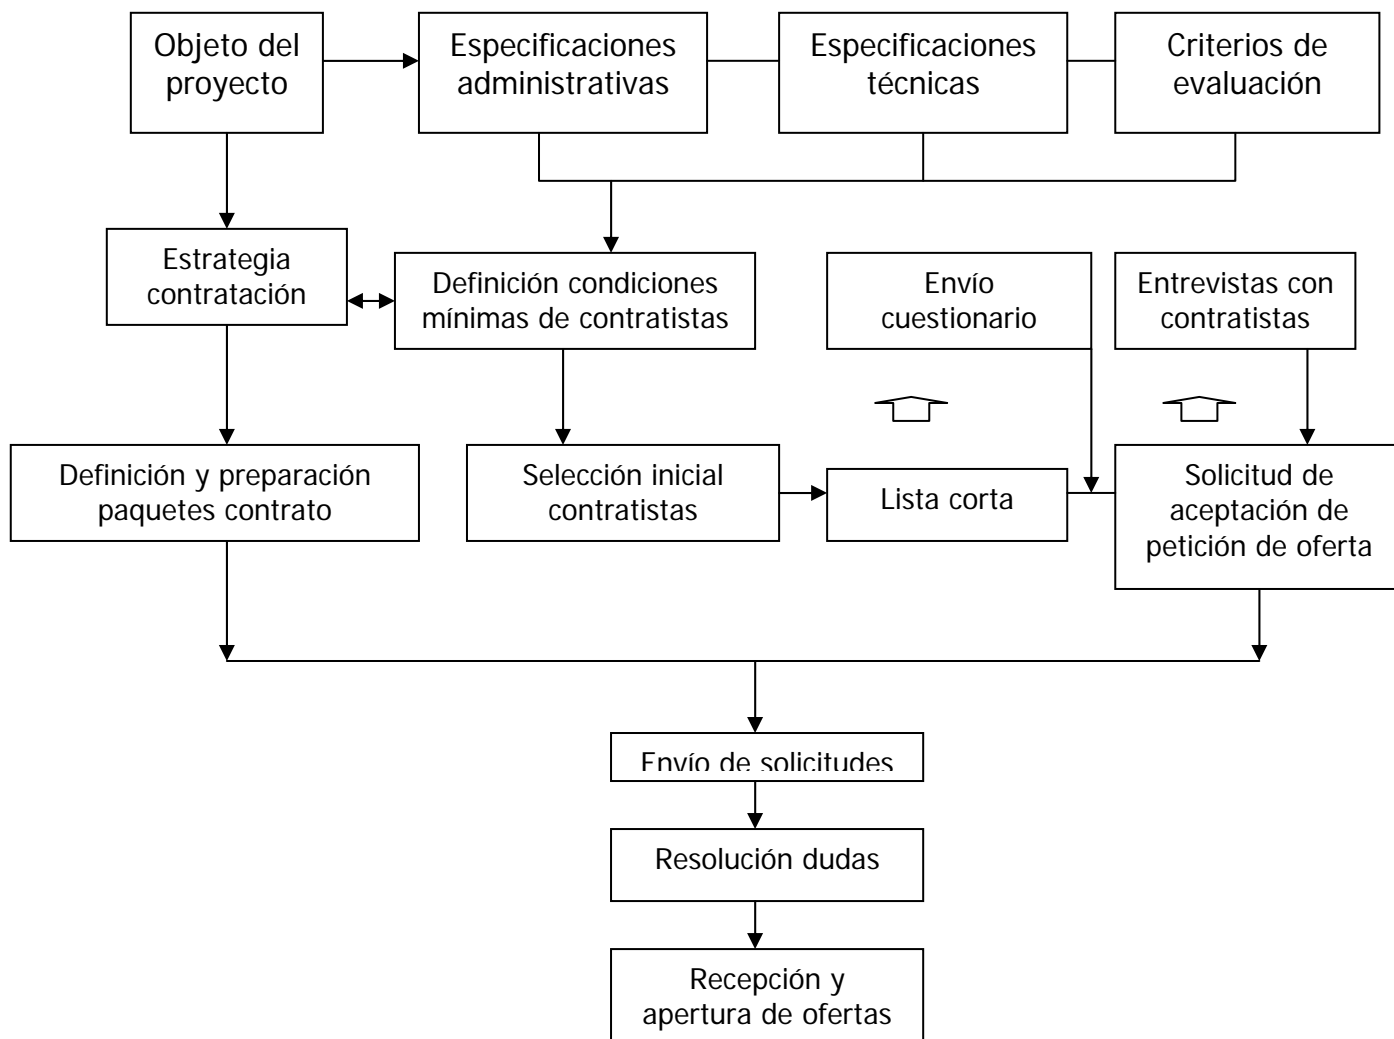 Objeto del
proyecto
Especificaciones
administrativas
Especificaciones
técnicas
Criterios de
evaluación
Estrategia
contratación
Definición condiciones
mínimas de contratistas
Envío
cuestionario
Entrevistas con
contratistas
Definición y preparación
paquetes contrato
Selección inicial
contratistas
Lista corta
Solicitud de
aceptación de
petición de oferta
Envío de solicitudes
Resolución dudas
Recepción y
apertura de ofertas